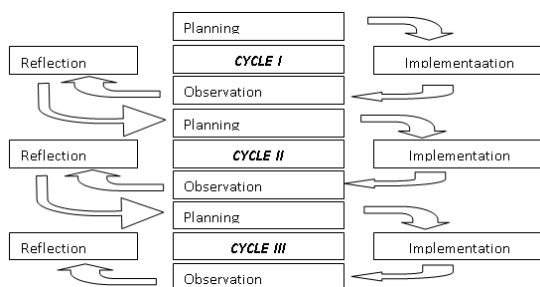 Planning
Reflection
CYCLE I
Implementaation
Observation
Planning
Reflection
CYCLE II
Implementation
Observation
Planning
Reflection
CYCLE III
Implementation
Observation